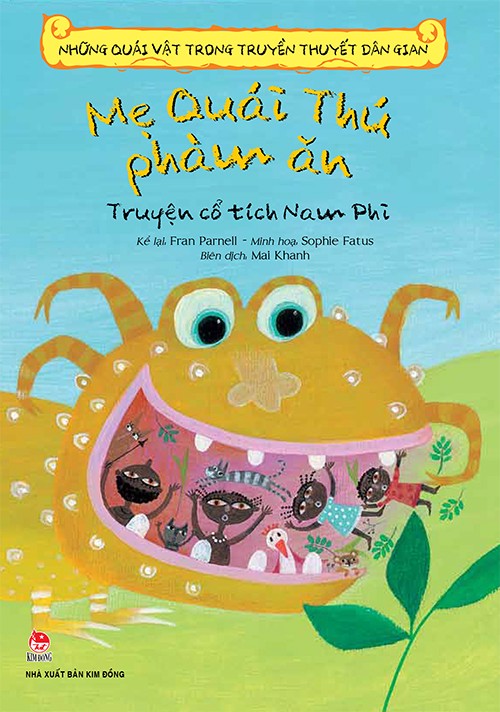 NHỮNG QUÁI VẬT TRONG TRUYỀN THUYẾT DÂN GIAN
Mẹ Quái Thú
phàm ăn
Truyện cổ tích Nam Phi
Kể lại, Fran Parnell - Minh hoạ, Sophie Fatus
Biên dịch, Mai Khanh
KIM ĐỒNG
NHÀ XUẤT BẢN KIM ĐỒNG